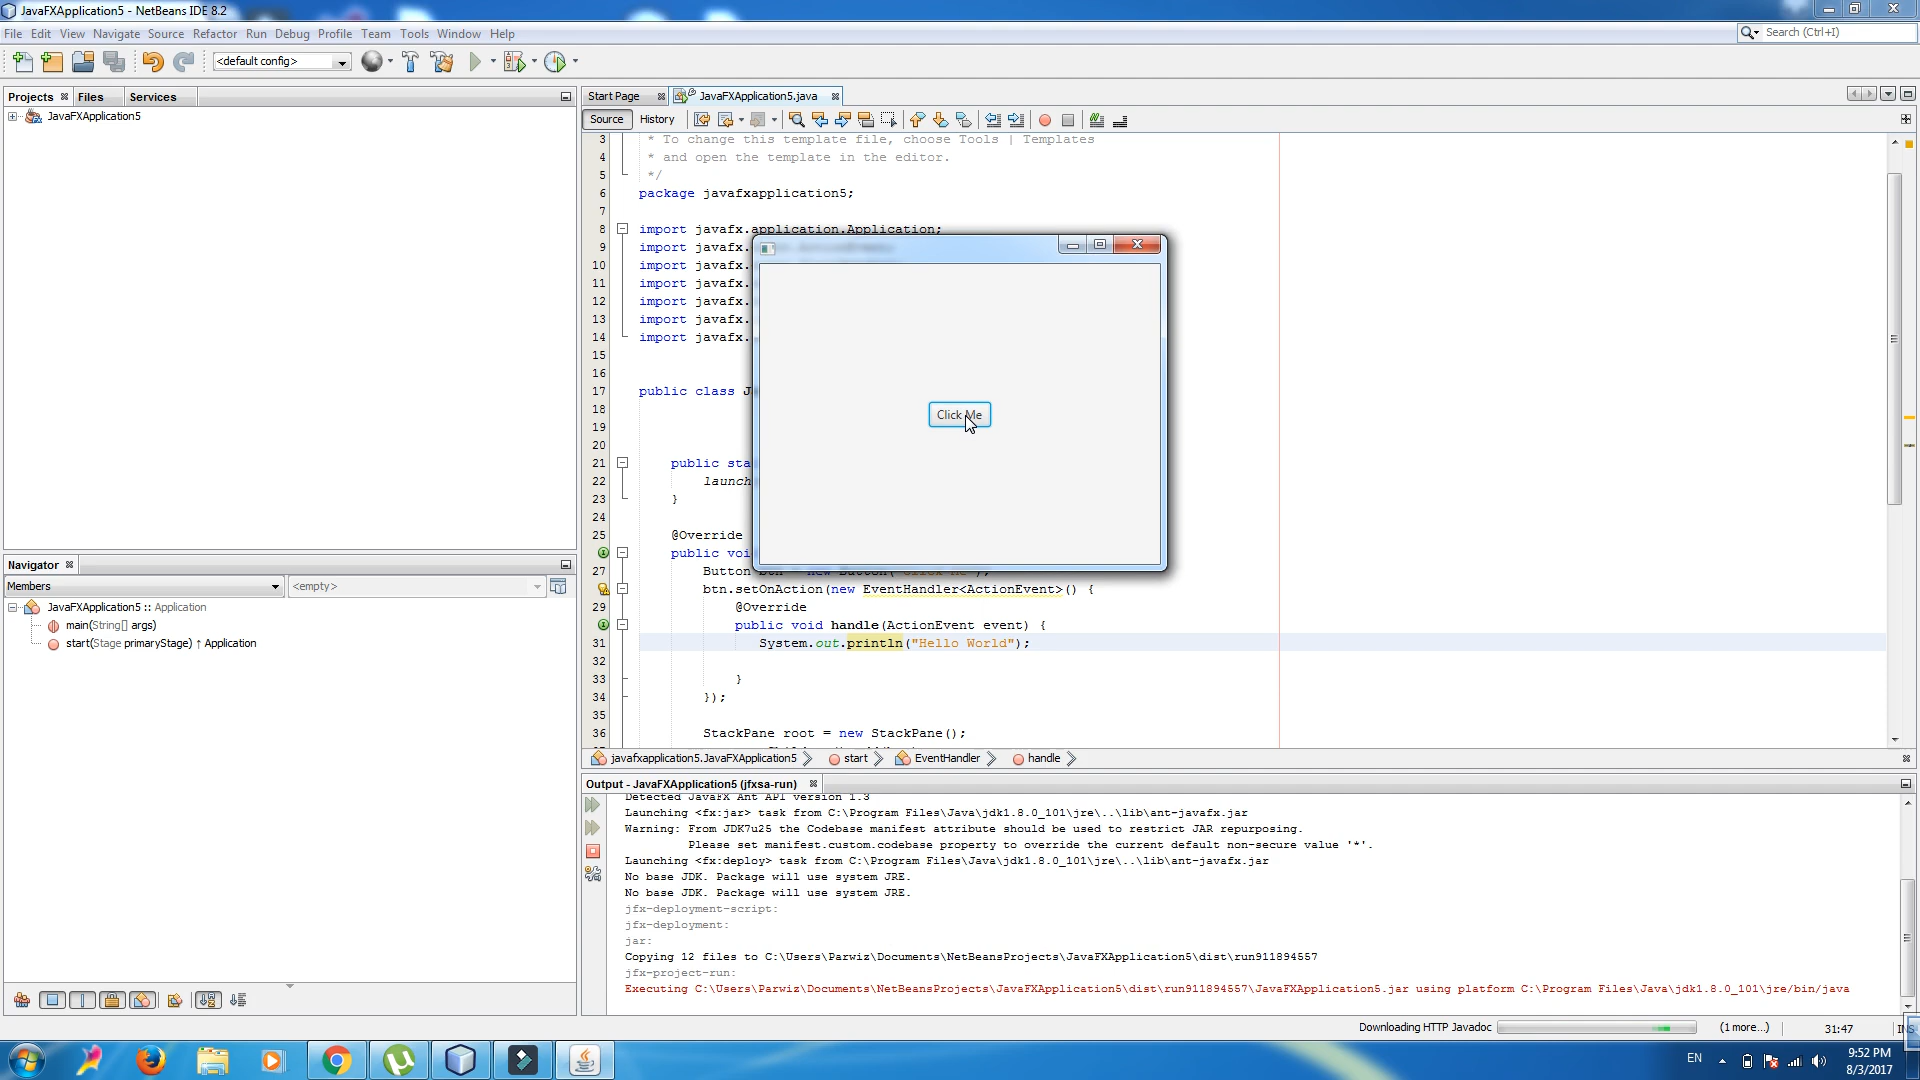 JavaFXApplication5 - NetBeans IDE 8.2
File Edit View Navigate Source Refactor Run Debug Profile Team Tools Window Help
Search (Ctrl+I)
<default config>
Projects Files Services
JavaFXApplication5
Start Page JavaFXApplication5.java
Source History
3 * To change this template file, choose Tools | Templates
4 * and open the template in the editor.
5 */
6 package javafxapplication5;
7
8 import javafx.application.Application;
9 import javafx.
10 import javafx.
11 import javafx.
12 import javafx.
13 import javafx.
14 import javafx.
15
16
17 public class J
18
19
20
21 public sta
22 launch
23 }
24
25 @Override
public voi
27 Button btn = new Button("Click Me");
btn.setOnAction(new EventHandler<ActionEvent>() {
29 @Override
public void handle(ActionEvent event) {
31 System.out.println("Hello World");
32
33 }
34 });
35
36 StackPane root = new StackPane();
Click Me
javafxapplication5.JavaFXApplication5 start EventHandler handle
Navigator
Members <empty>
JavaFXApplication5 :: Application
main(String[] args)
start(Stage primaryStage) ↑ Application
Output - JavaFXApplication5 (jfxsa-run)
Detected JavaFX Ant API version 1.3
Launching <fx:jar> task from C:\Program Files\Java\jdk1.8.0_101\jre\..\lib\ant-javafx.jar
Warning: From JDK7u25 the Codebase manifest attribute should be used to restrict JAR repurposing.
Please set manifest.custom.codebase property to override the current default non-secure value '*'.
Launching <fx:deploy> task from C:\Program Files\Java\jdk1.8.0_101\jre\..\lib\ant-javafx.jar
No base JDK. Package will use system JRE.
No base JDK. Package will use system JRE.
jfx-deployment-script:
jfx-deployment:
jar:
Copying 12 files to C:\Users\Parwiz\Documents\NetBeansProjects\JavaFXApplication5\dist\run911894557
jfx-project-run:
Executing C:\Users\Parwiz\Documents\NetBeansProjects\JavaFXApplication5\dist\run911894557\JavaFXApplication5.jar using platform C:\Program Files\Java\jdk1.8.0_101\jre/bin/java
Downloading HTTP Javadoc (1 more...) 31:47 INS
EN
9:52 PM
8/3/2017